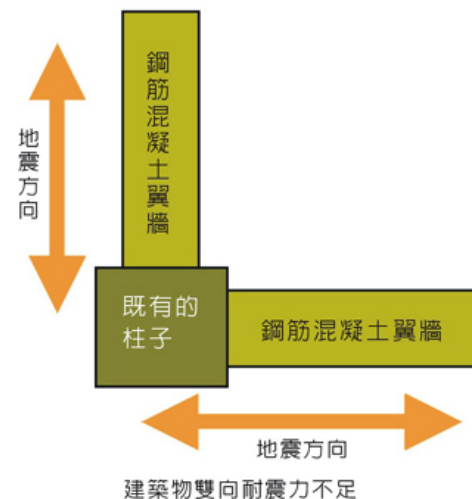 鋼筋混凝土翼牆
地震方向
既有的
柱子
鋼筋混凝土翼牆
地震方向
建築物雙向耐震力不足